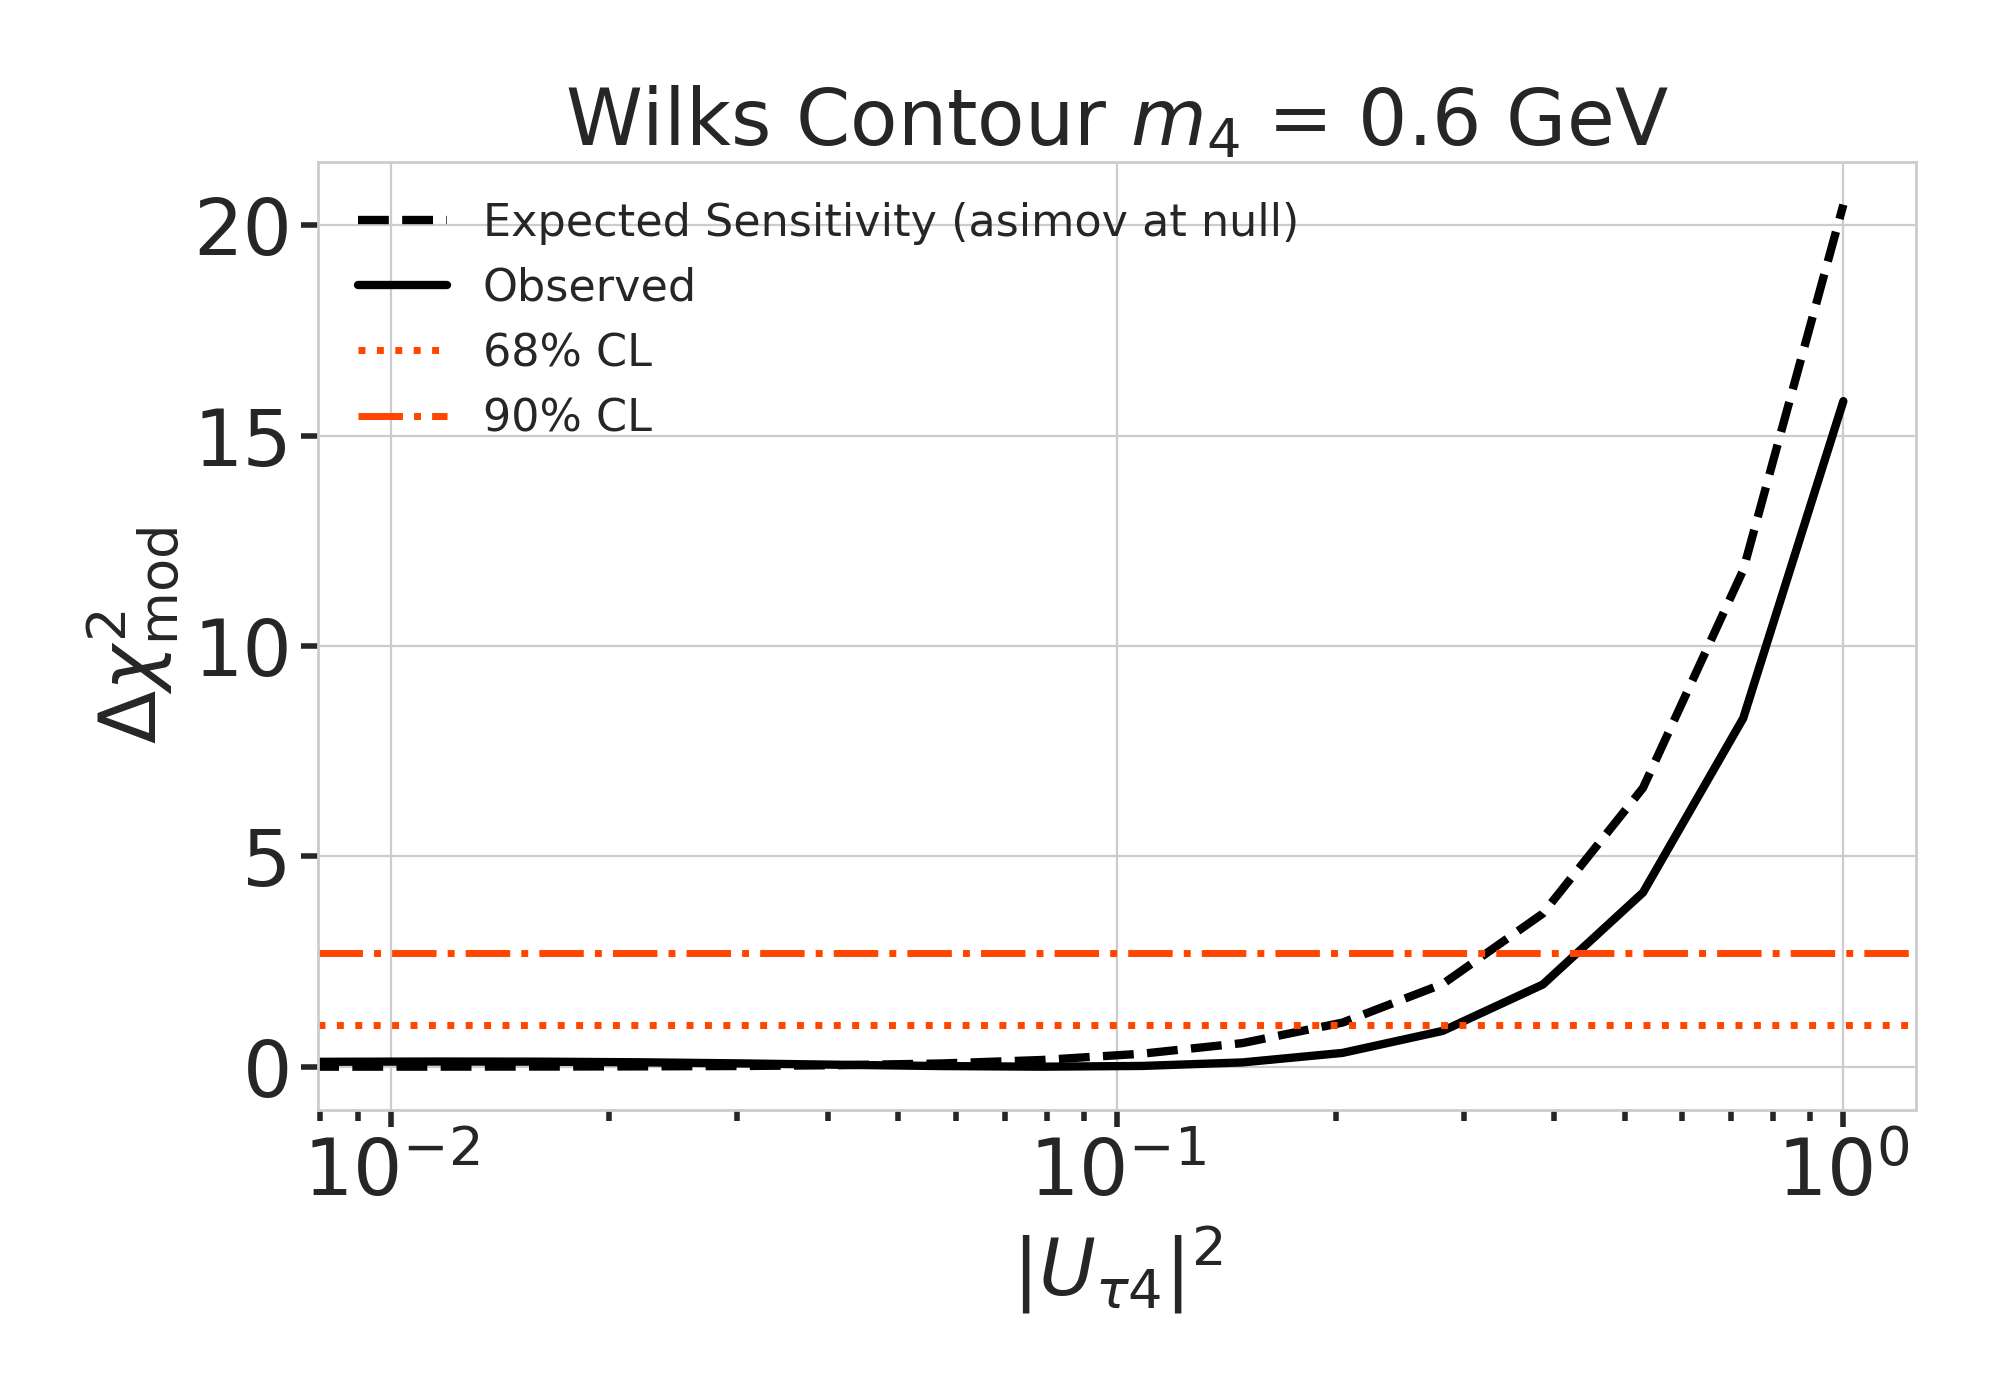 Wilks Contour m₄ = 0.6 GeV
Expected Sensitivity (asimov at null)
Observed
68% CL
90% CL
Δχ²mod
20
15
10
5
0
10⁻² 10⁻¹ 10⁰
|Uτ4|²